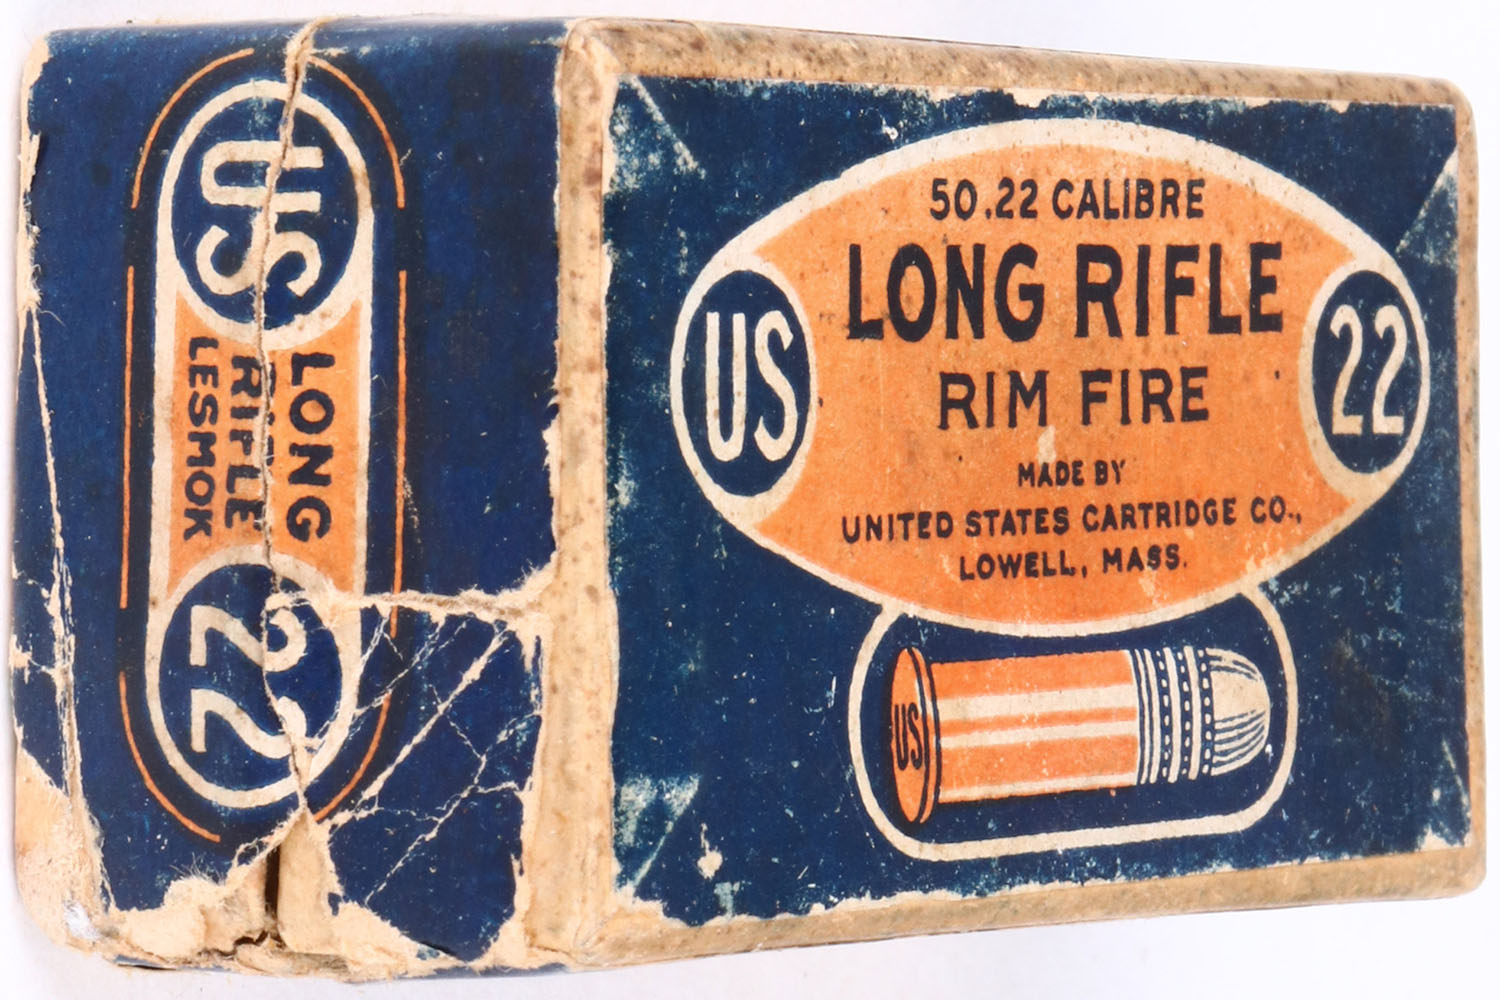 50 .22 CALIBRE
LONG RIFLE
RIM FIRE
US
22
MADE BY
UNITED STATES CARTRIDGE CO.,
LOWELL, MASS.
US
US
LONG
RIFLE
LESMOK
22